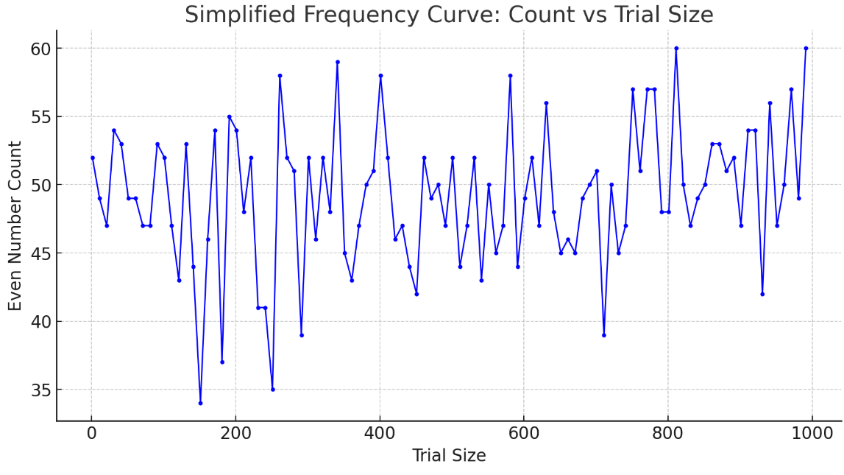 Simplified Frequency Curve: Count vs Trial Size
Even Number Count
60
55
50
45
40
35
0 200 400 600 800 1000
Trial Size